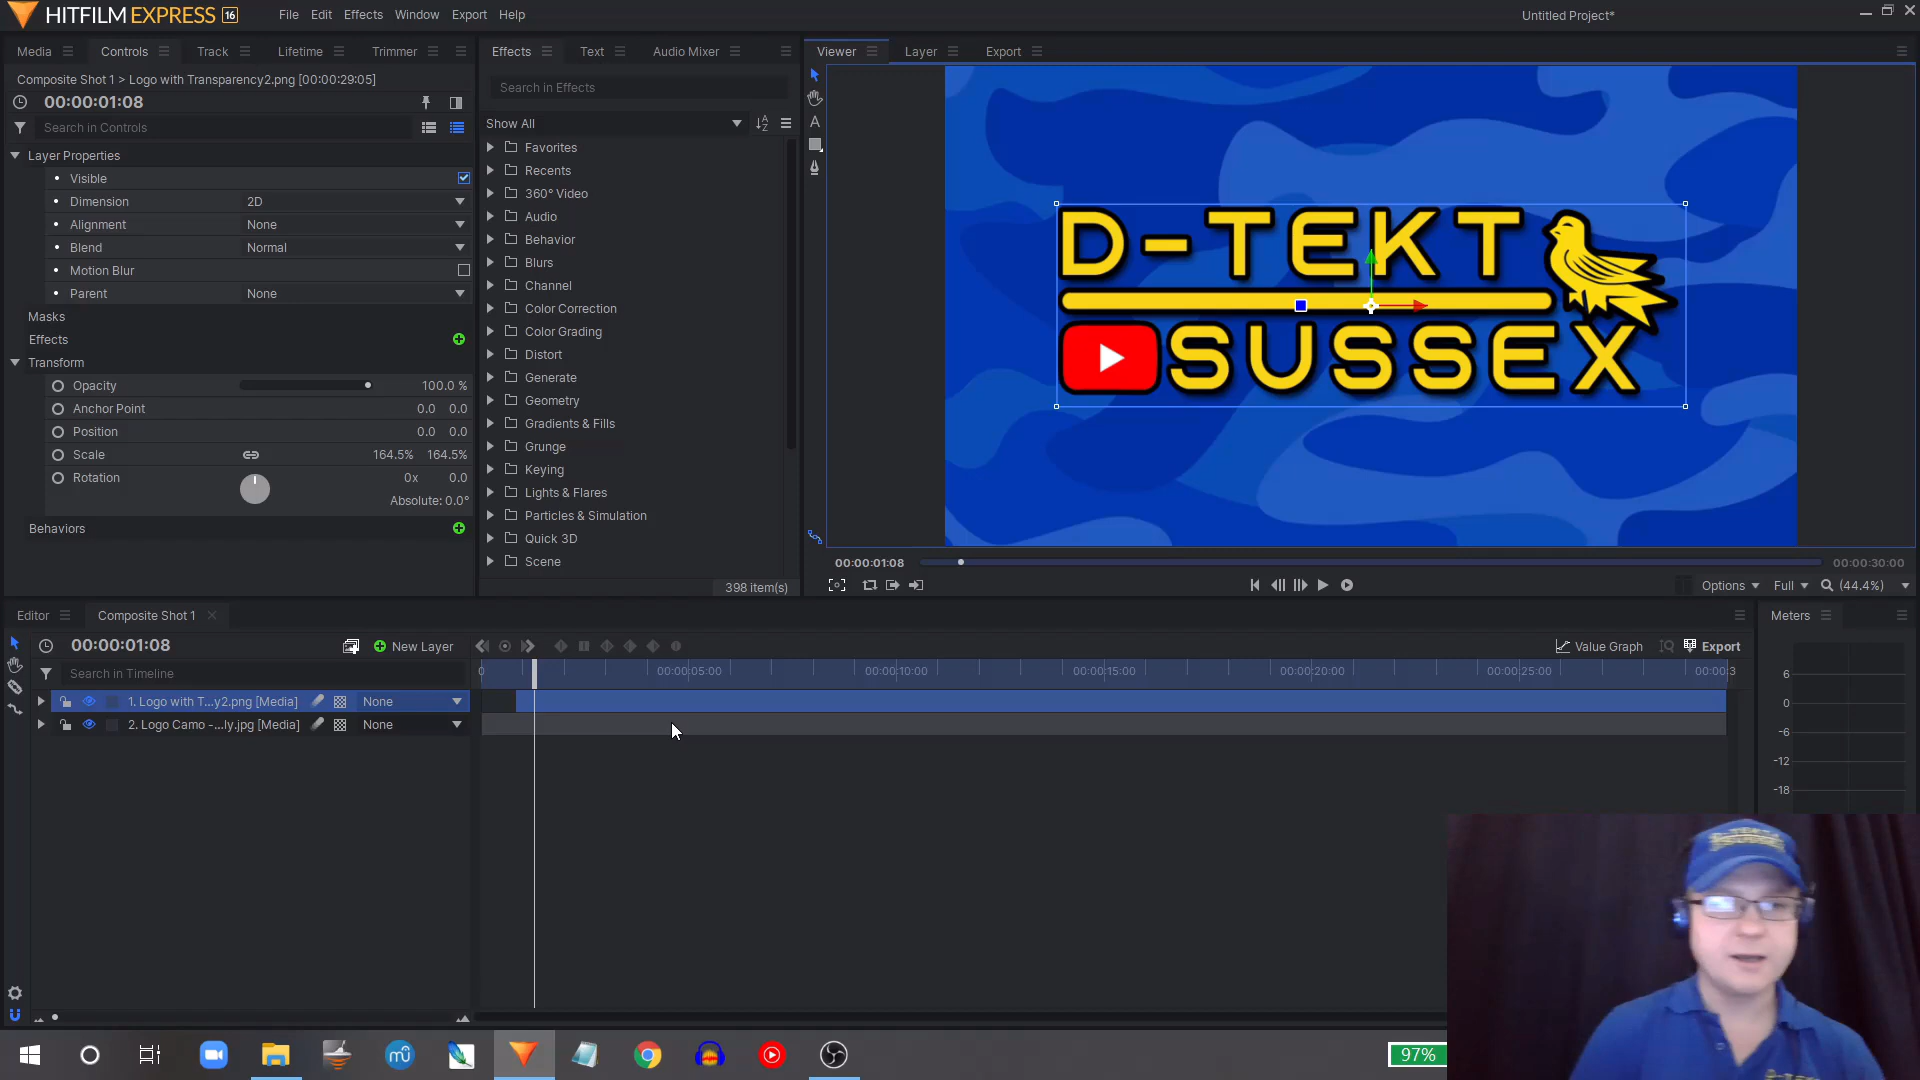 HITFILM EXPRESS 16
File Edit Effects Window Export Help
Untitled Project*
Media Controls Track Lifetime Trimmer
Effects Text Audio Mixer
Viewer Layer Export
Composite Shot 1 > Logo with Transparency2.png [00:00:29:05]
00:00:01:08
Search in Controls
Layer Properties
Visible
Dimension 2D
Alignment None
Blend Normal
Motion Blur
Parent None
Masks
Effects
Transform
Opacity 100.0 %
Anchor Point 0.0 0.0
Position 0.0 0.0
Scale 164.5% 164.5%
Rotation 0x 0.0
Absolute: 0.0°
Behaviors
Search in Effects
Show All
Favorites
Recents
360° Video
Audio
Behavior
Blurs
Channel
Color Correction
Color Grading
Distort
Generate
Geometry
Gradients & Fills
Grunge
Keying
Lights & Flares
Particles & Simulation
Quick 3D
Scene
398 item(s)
D-TEKT
SUSSEX
00:00:01:08
00:00:30:00
Options Full (44.4%)
Editor Composite Shot 1
Meters
00:00:01:08
New Layer
Value Graph
Export
Search in Timeline
0 00:00:05:00 00:00:10:00 00:00:15:00 00:00:20:00 00:00:25:00 00:00:3
1. Logo with T...y2.png [Media] None
2. Logo Camo -...ly.jpg [Media] None
6
0
-6
-12
-18
97%